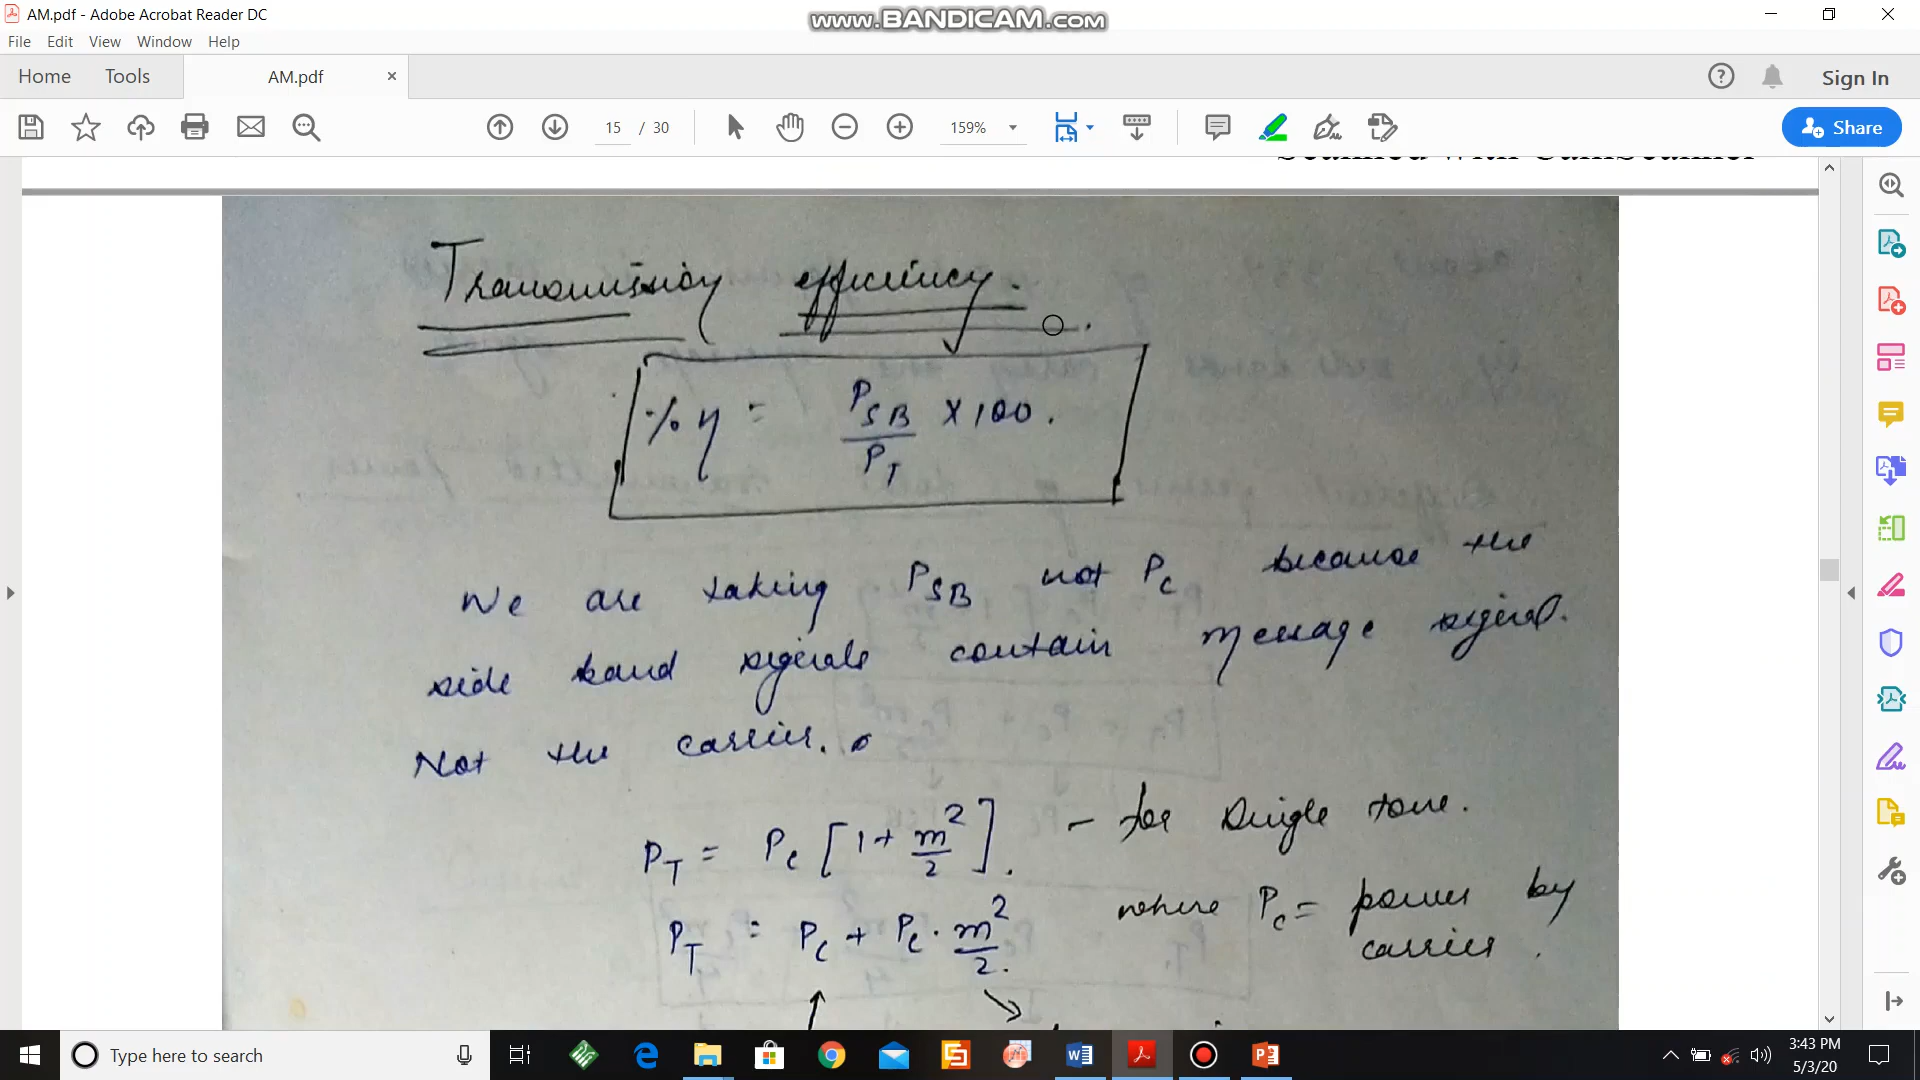 AM.pdf - Adobe Acrobat Reader DC
www.BANDICAM.com
File Edit View Window Help
Home Tools AM.pdf × Sign In
15 / 30 159% Share
Scanned with CamScanner
Transmission efficiency.
% η = P_SB / P_T × 100.
We are taking P_SB not P_C because the
side band signals contain message signal.
Not the carrier.
P_T = P_C [1 + m²/2]. – for Single tone.
P_T = P_C + P_C · m²/2. where P_C = power by
carrier.
Type here to search
3:43 PM
5/3/20